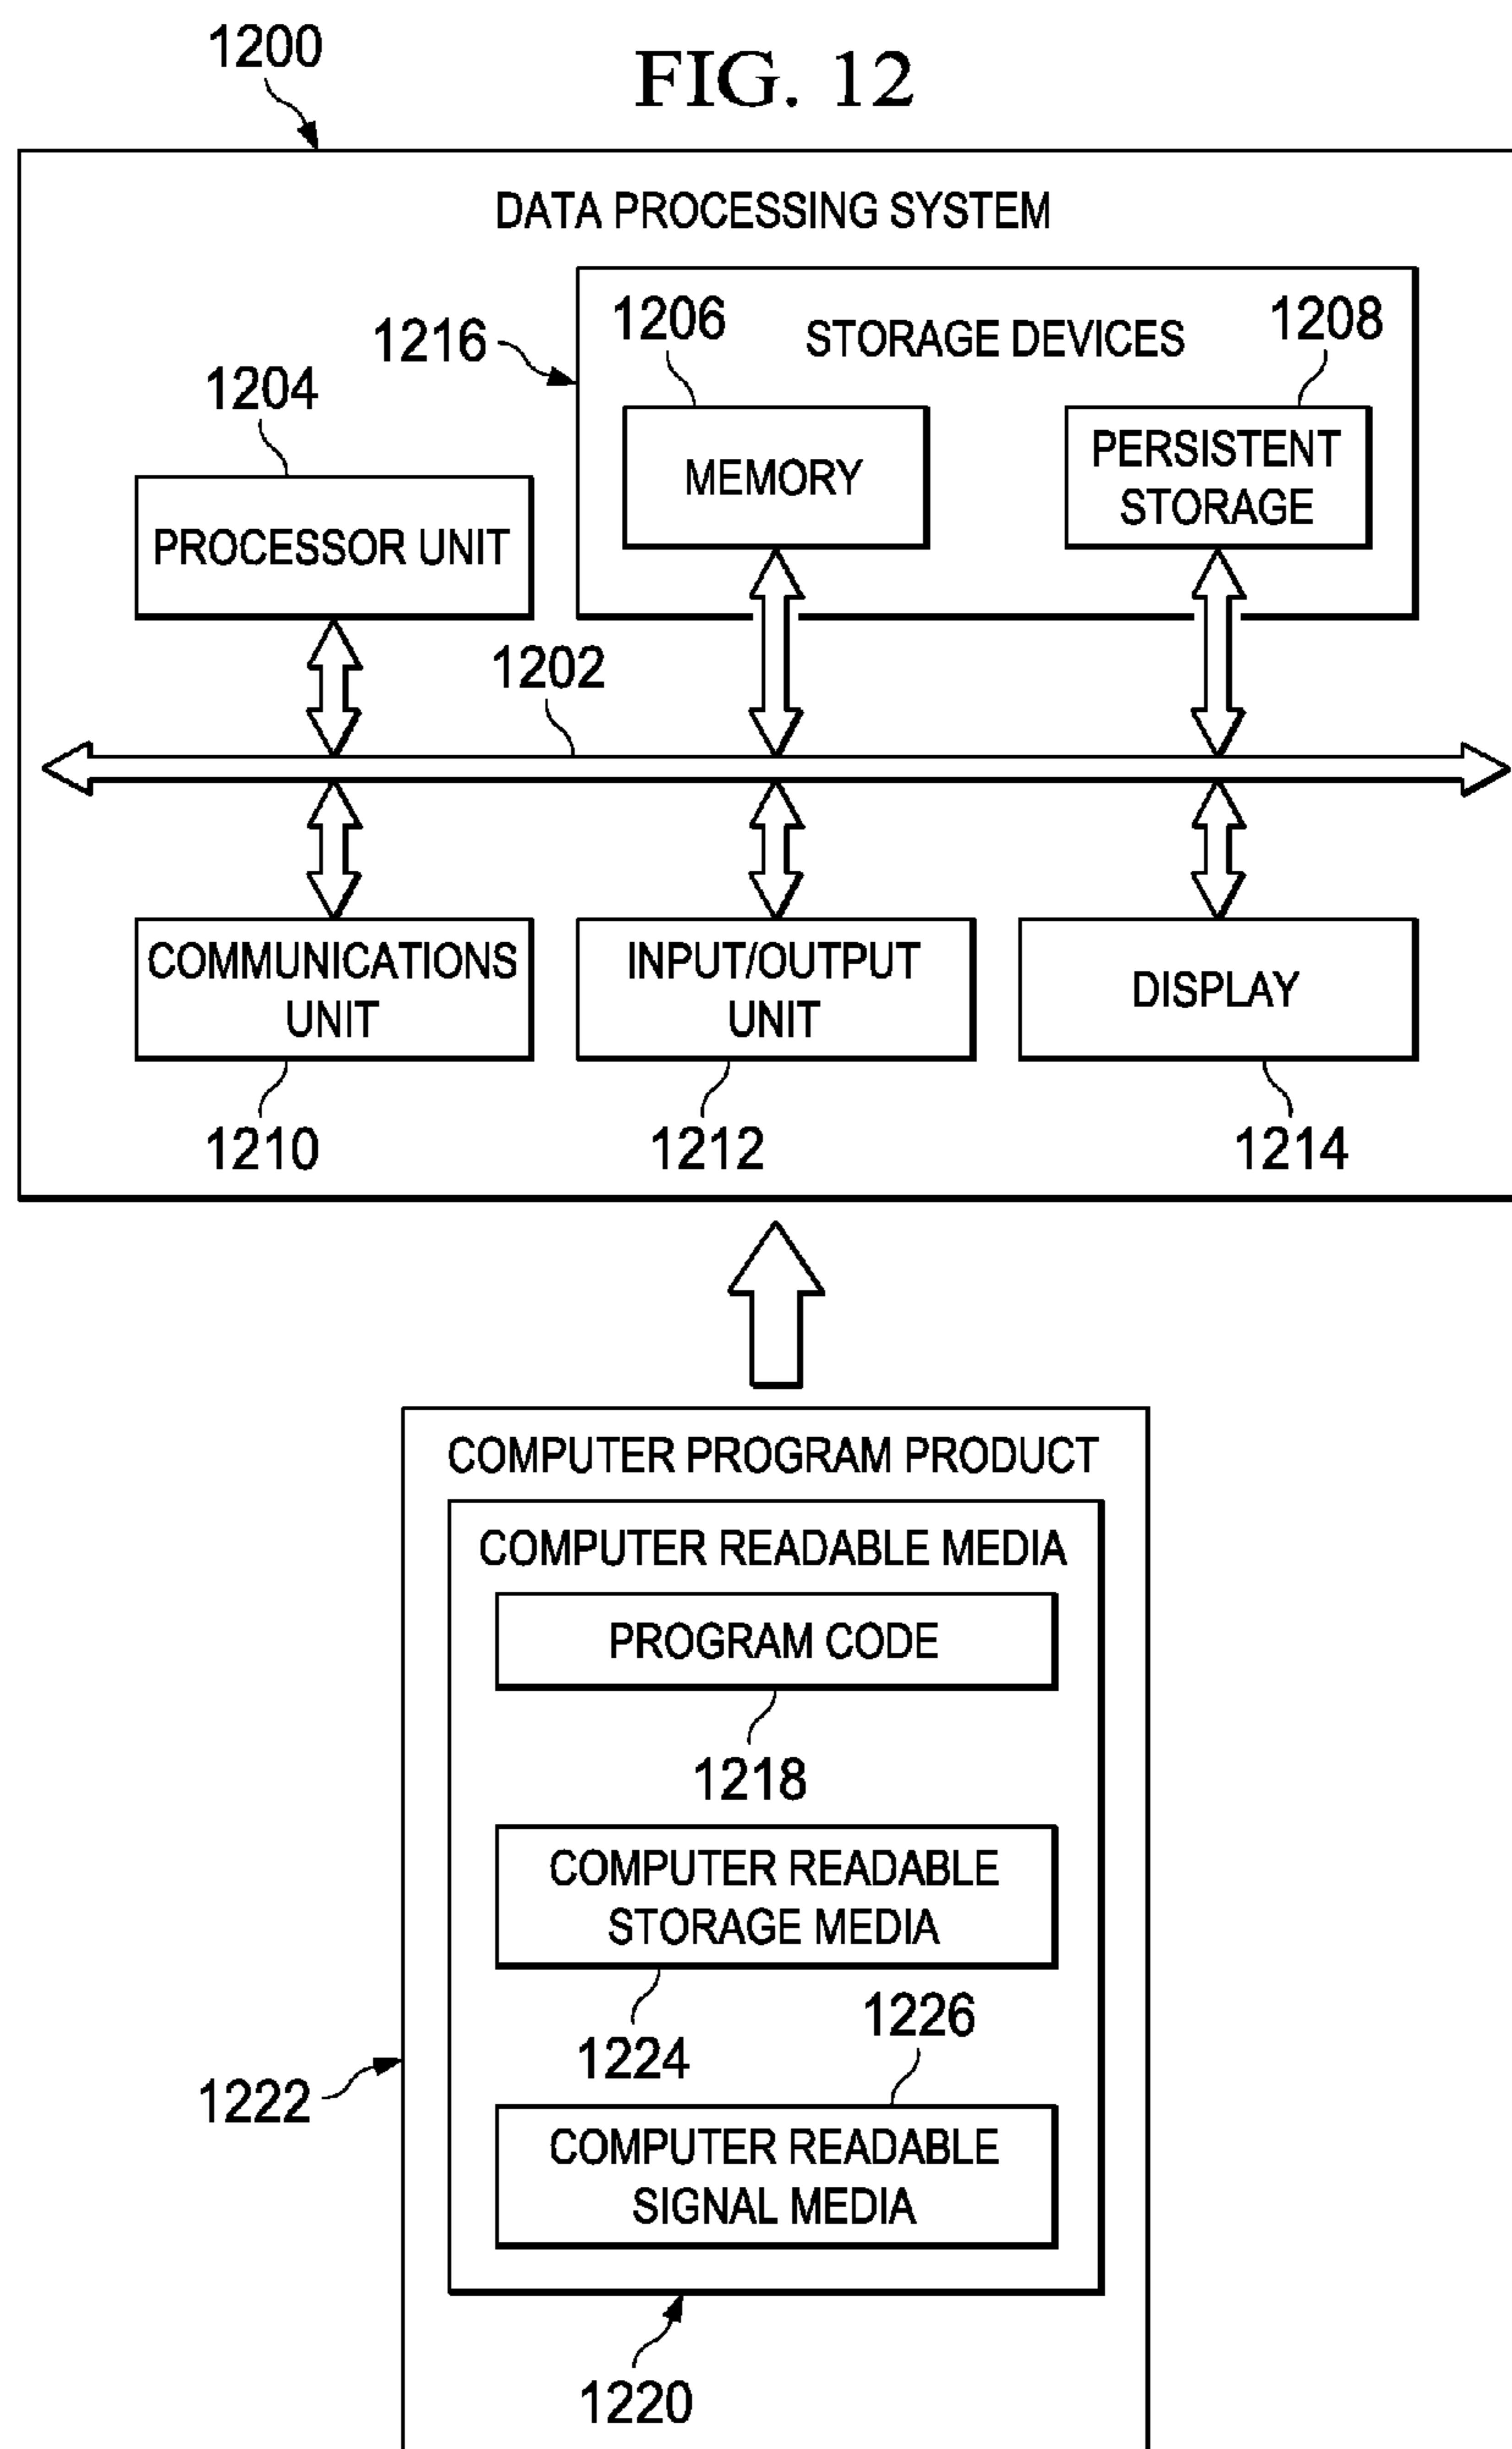 1200
FIG. 12
DATA PROCESSING SYSTEM
1216
1206
STORAGE DEVICES
1208
1204
MEMORY
PERSISTENT
STORAGE
PROCESSOR UNIT
1202
COMMUNICATIONS
UNIT
INPUT/OUTPUT
UNIT
DISPLAY
1210
1212
1214
COMPUTER PROGRAM PRODUCT
COMPUTER READABLE MEDIA
PROGRAM CODE
1218
COMPUTER READABLE
STORAGE MEDIA
1224
1226
1222
COMPUTER READABLE
SIGNAL MEDIA
1220